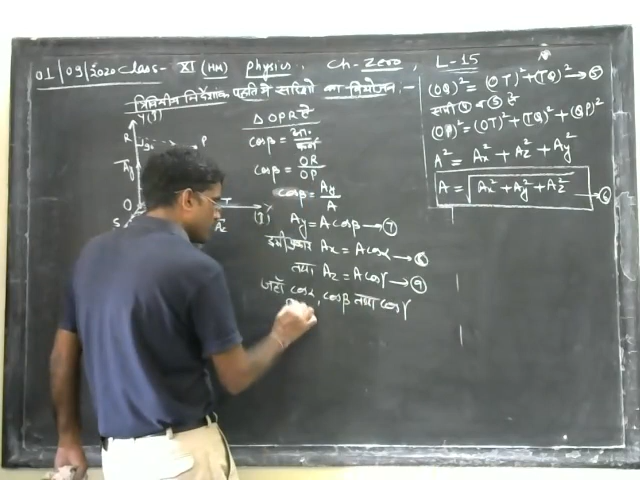 01/09/2020 Class- XI (HM) Physics. Ch-Zero, L-15
त्रिविमीय निर्देशांक पद्धति में सदिशों का वियोजन :-
Y(ĵ)
R
P
90
A⃗y
O
T
X
S
A⃗z
(ĵ)
Δ OPR से
cosβ = आ०/कर्ण
cosβ = OR/OP
cosβ = Ay/A
Ay = A cosβ → ⑦
इसी प्रकार Ax = A cosα → ⑧
तथा Az = A cosγ → ⑨
जहाँ cosα, cosβ तथा cosγ
(OQ)² = (OT)² + (TQ)² → ⑤
समी ④ व ⑤ से
(OP)² = (OT)² + (TQ)² + (QP)²
A² = Ax² + Az² + Ay²
A = √Ax² + Ay² + Az² → ⑥